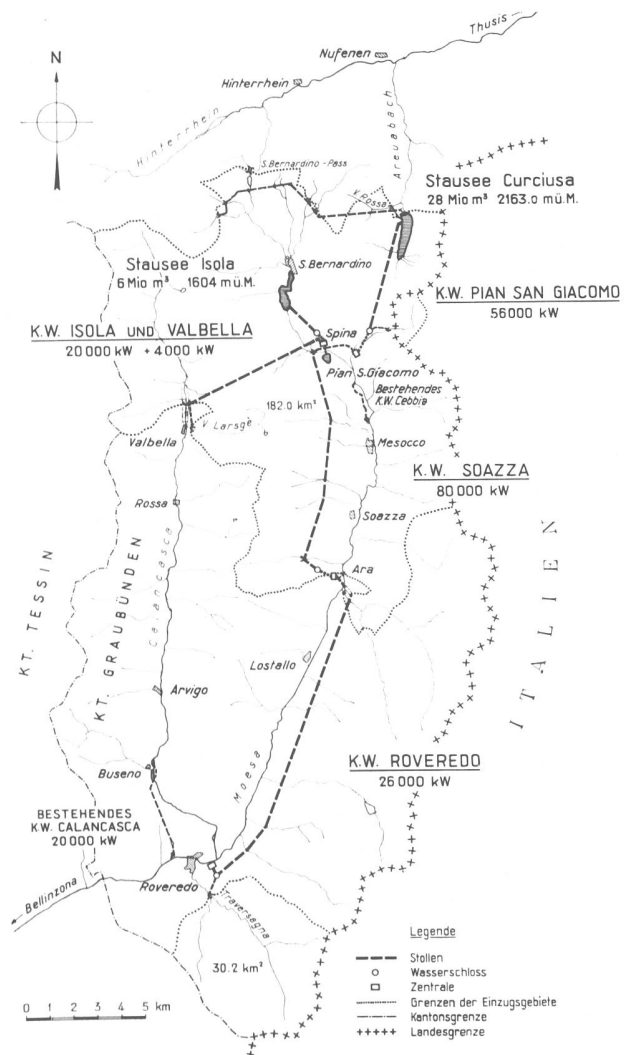 Thusis
Nufenen
N
Hinterrhein
Hinterrhein
Areuabach
S. Bernardino - Pass
V. Rossa
Stausee Curciusa
28 Mio m³ 2163.0 m ü. M.
Stausee Isola
6 Mio m³ 1604 m ü. M.
S. Bernardino
K.W. PIAN SAN GIACOMO
56000 kW
K.W. ISOLA UND VALBELLA
20 000 kW + 4000 kW
Spina
Pian S. Giacomo
Bestehendes
K.W. Cebbia
182.0 km²
V. Larsgè
Valbella
Mesocco
K.W. SOAZZA
80 000 kW
Rossa
Soazza
Calancasca
Ara
KT. TESSIN
KT. GRAUBÜNDEN
ITALIEN
Lostallo
Arvigo
Moesa
K.W. ROVEREDO
26 000 kW
Buseno
BESTEHENDES
K.W. CALANCASCA
20 000 kW
Roveredo
Bellinzona
Traversagna
30.2 km²
Legende
Stollen
Wasserschloss
Zentrale
Grenzen der Einzugsgebiete
Kantonsgrenze
Landesgrenze
0 1 2 3 4 5 km